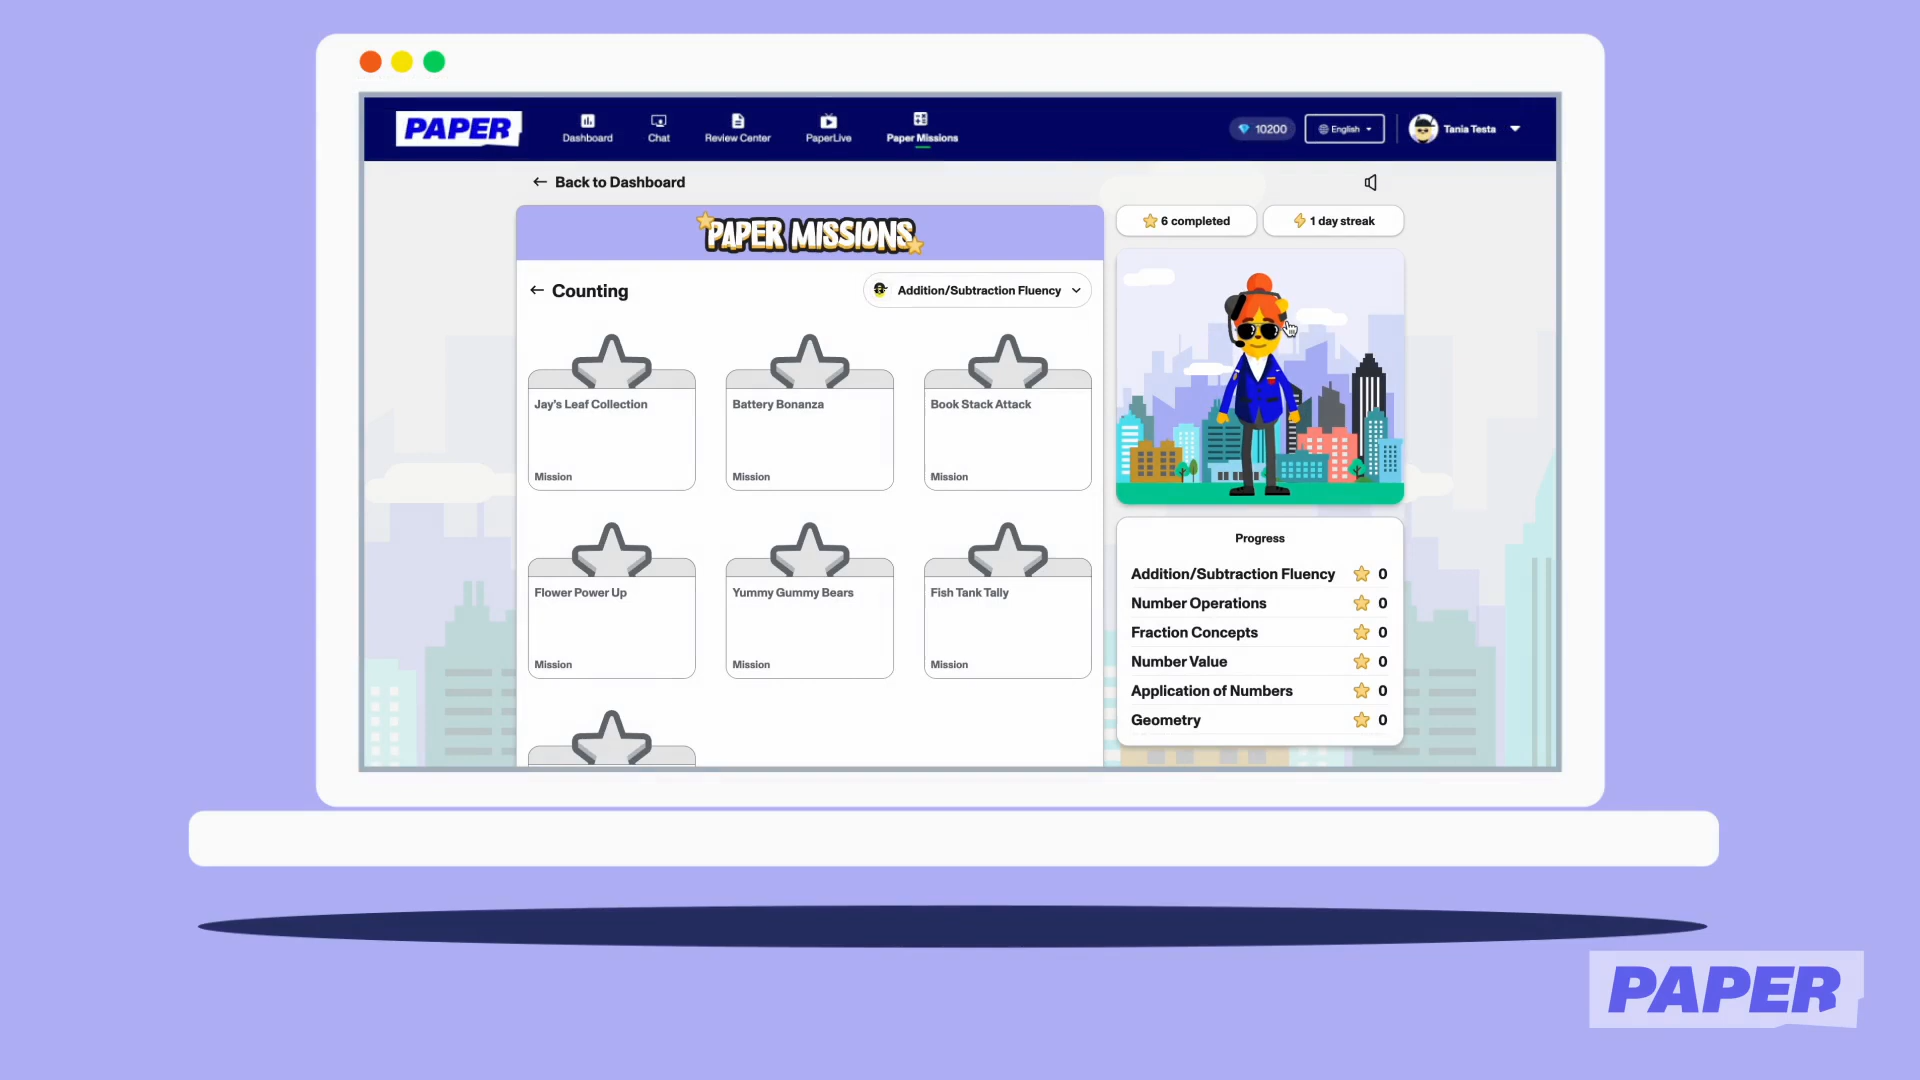 PAPER
Dashboard
Chat
Review Center
PaperLive
Paper Missions
10200
English
Tania Testa
Back to Dashboard
PAPER MISSIONS
6 completed
1 day streak
Counting
Addition/Subtraction Fluency
Jay's Leaf Collection
Mission
Battery Bonanza
Mission
Book Stack Attack
Mission
Flower Power Up
Mission
Yummy Gummy Bears
Mission
Fish Tank Tally
Mission
Progress
Addition/Subtraction Fluency 0
Number Operations 0
Fraction Concepts 0
Number Value 0
Application of Numbers 0
Geometry 0
PAPER